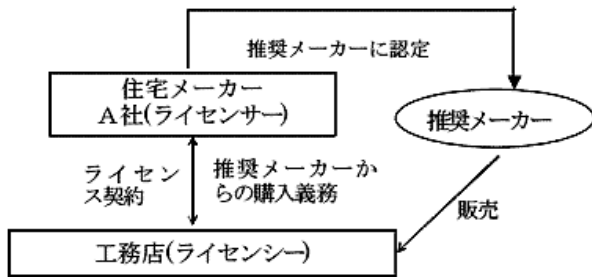 推奨メーカーに認定
住宅メーカー
A社(ライセンサー)
推奨メーカー
ライセン
ス契約
推奨メーカーか
らの購入義務
販売
工務店(ライセンシー)